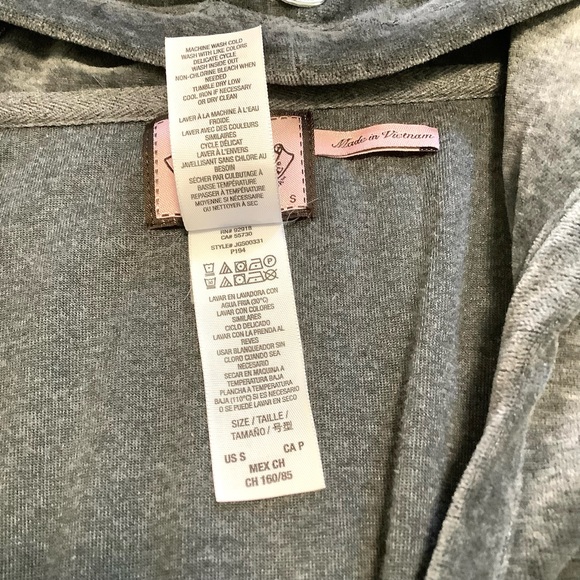 MACHINE WASH COLD
WASH WITH LIKE COLORS
DELICATE CYCLE
WASH INSIDE OUT
NON-CHLORINE BLEACH WHEN
NEEDED
TUMBLE DRY LOW
COOL IRON IF NECESSARY
OR DRY CLEAN
LAVER À LA MACHINE À L'EAU
FROIDE
LAVER AVEC DES COULEURS
SIMILAIRES
CYCLE DÉLICAT
LAVER À L'ENVERS
JAVELLISANT SANS CHLORE AU
BESOIN
SÉCHER PAR CULBUTAGE À
BASSE TEMPÉRATURE
REPASSER À TEMPÉRATURE
MOYENNE SI NÉCESSAIRE
OU NETTOYER À SEC
Made in Vietnam
S
RN# 92918
CA# 55730
STYLE# JGS00331
P194
LAVAR EN LAVADORA CON
AGUA FRIA (30°C)
LAVAR CON COLORES
SIMILARES
CICLO DELICADO
LAVAR CON LA PRENDA AL
REVES
USAR BLANQUEADOR SIN
CLORO CUANDO SEA
NECESARIO
SECAR EN MAQUINA A
TEMPERATURA BAJA
PLANCHA A TEMPERATURA
BAJA (110°C) SI ES NECESARIO
O SE PUEDE LAVAR EN SECO
SIZE / TAILLE /
TAMAÑO / 号型
US S CA P
MEX CH
CH 160/85